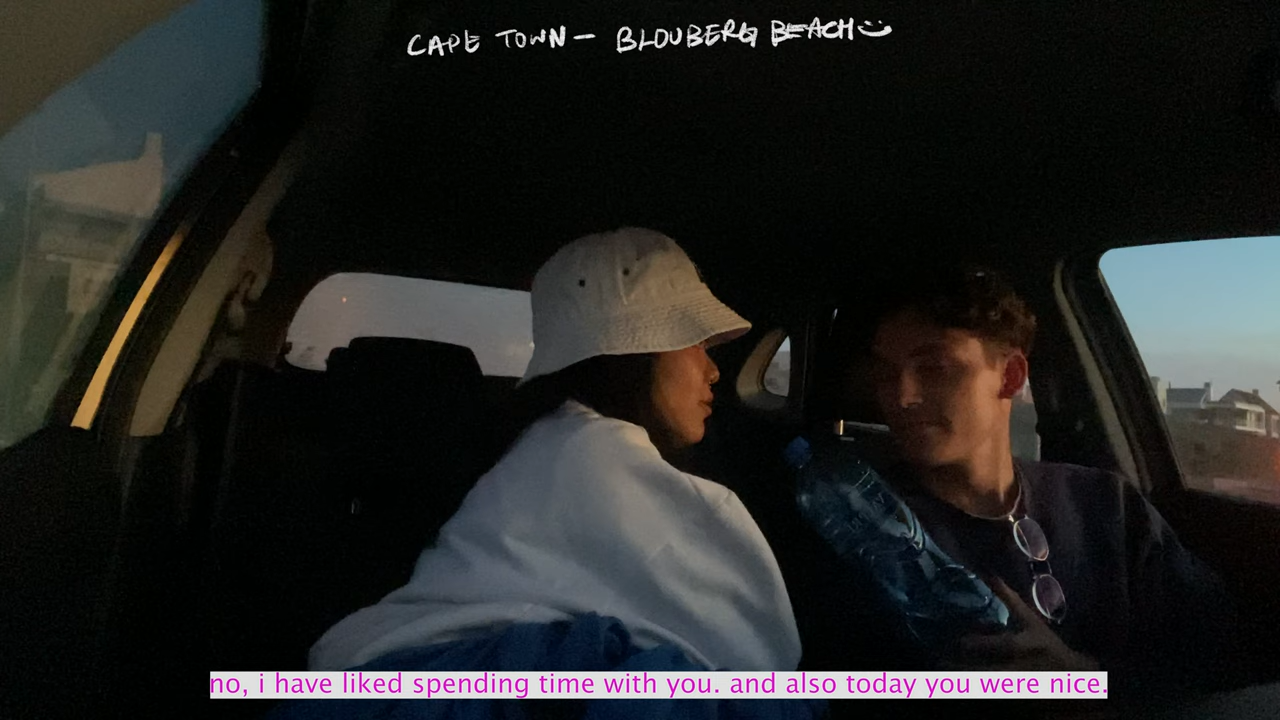 CAPE TOWN - BLOUBERG BEACH
no, i have liked spending time with you. and also today you were nice.